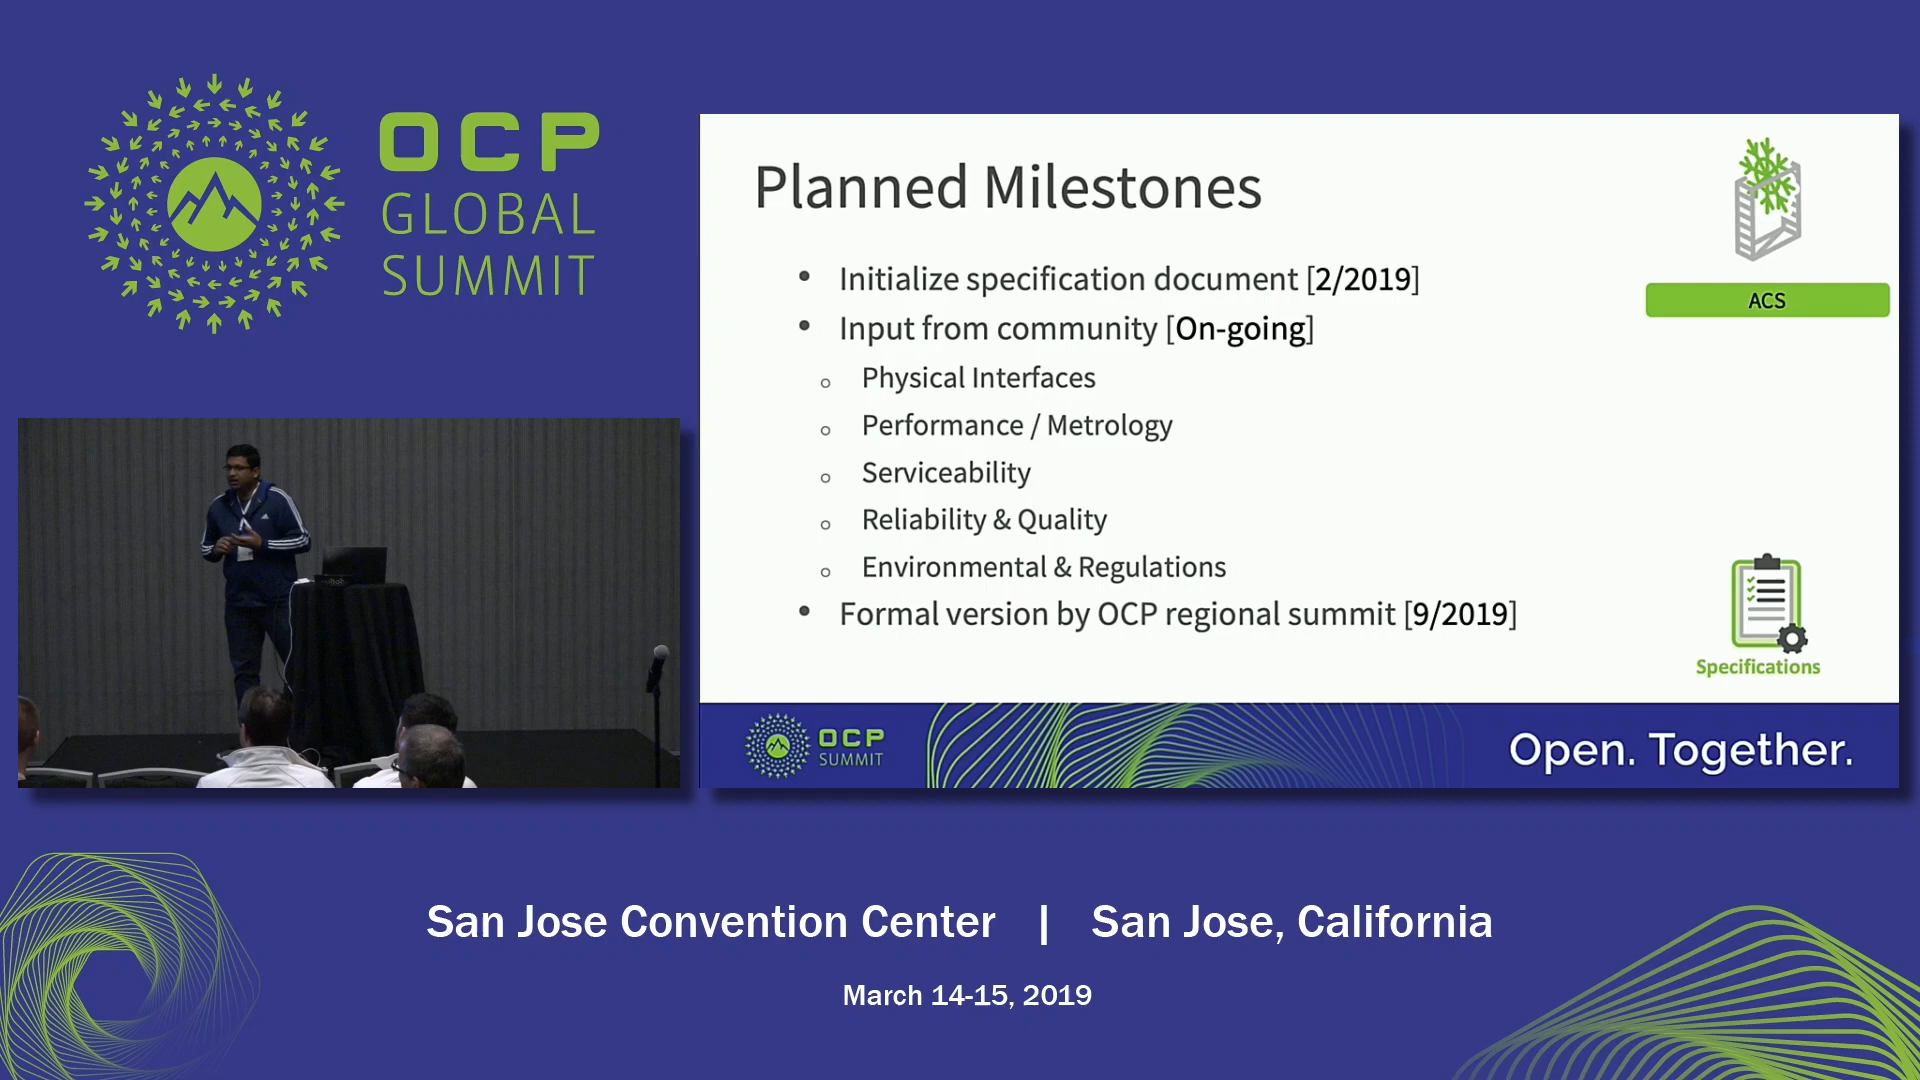 OCP
GLOBAL
SUMMIT
Planned Milestones
• Initialize specification document [2/2019]
• Input from community [On-going]
○ Physical Interfaces
○ Performance / Metrology
○ Serviceability
○ Reliability & Quality
○ Environmental & Regulations
• Formal version by OCP regional summit [9/2019]
ACS
Specifications
OCP
SUMMIT
Open. Together.
San Jose Convention Center | San Jose, California
March 14-15, 2019